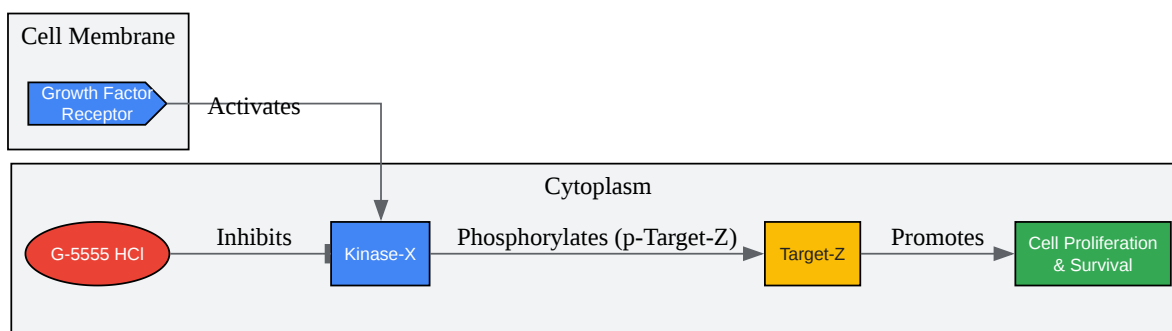 Cell Membrane
Growth Factor
Receptor
Activates
Cytoplasm
G-5555 HCl
Inhibits
Kinase-X
Phosphorylates (p-Target-Z)
Target-Z
Promotes
Cell Proliferation
& Survival